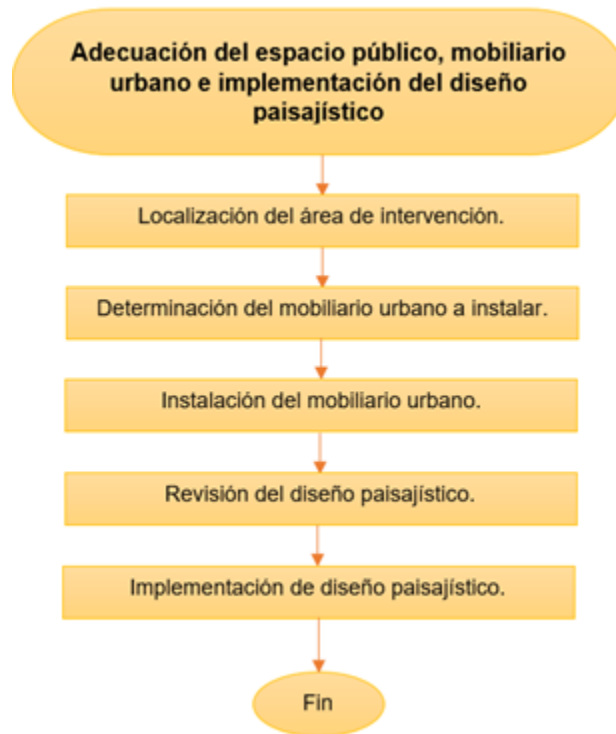 Adecuación del espacio público, mobiliario
urbano e implementación del diseño
paisajístico
Localización del área de intervención.
Determinación del mobiliario urbano a instalar.
Instalación del mobiliario urbano.
Revisión del diseño paisajístico.
Implementación de diseño paisajístico.
Fin